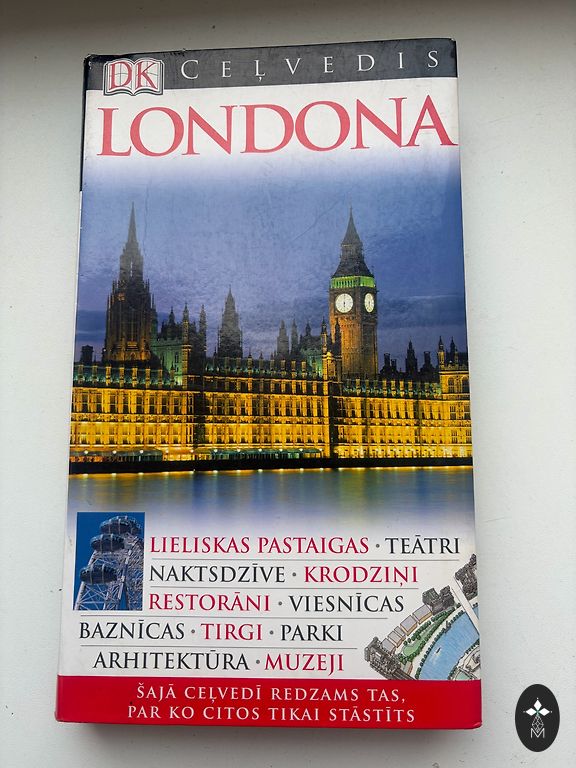 DK CEĻVEDIS
LONDONA
LIELISKAS PASTAIGAS · TEĀTRI
NAKTSDZĪVE · KRODZIŅI
RESTORĀNI · VIESNĪCAS
BAZNĪCAS · TIRGI · PARKI
ARHITEKTŪRA · MUZEJI
ŠAJĀ CEĻVEDĪ REDZAMS TAS,
PAR KO CITOS TIKAI STĀSTĪTS
M